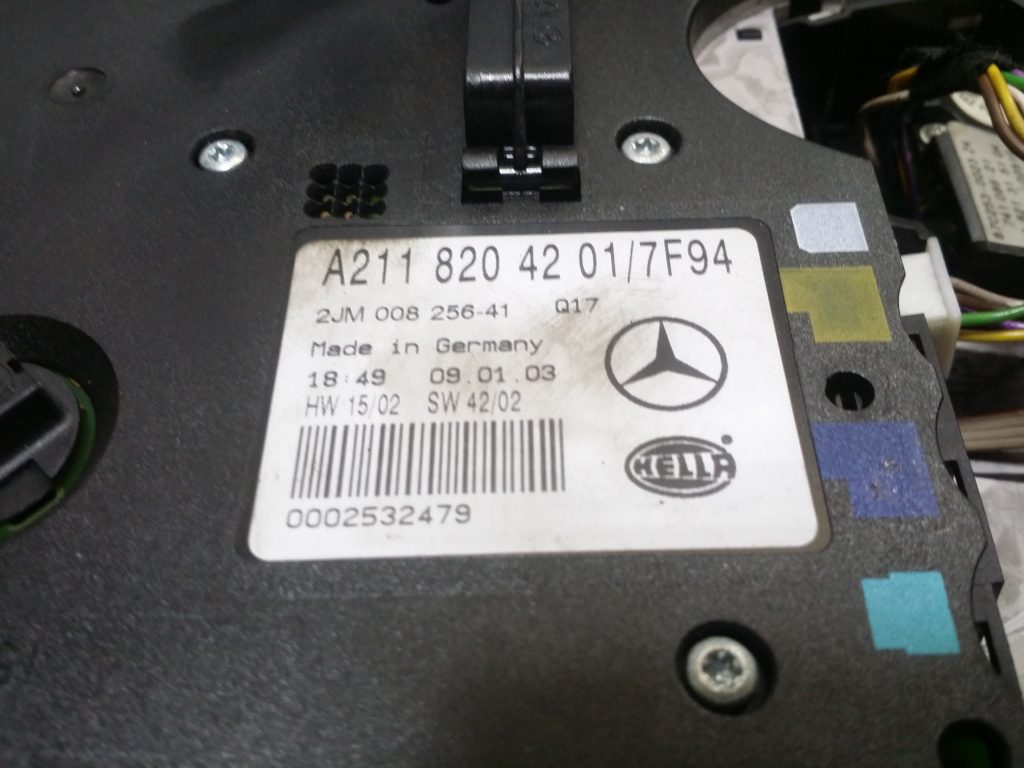 A211 820 42 01/7F94
2JM 008 256-41 Q17
Made in Germany
18:49 09.01.03
HW 15/02 SW 42/02
HELLA
0002532479